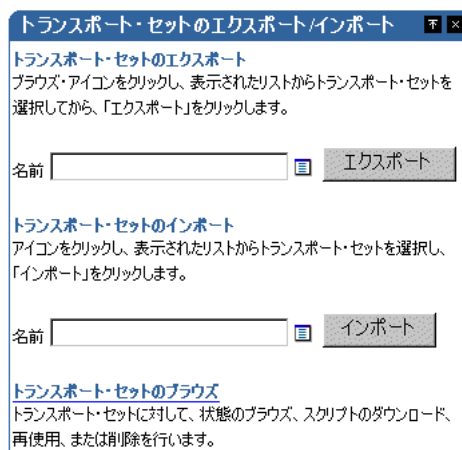 トランスポート・セットのエクスポート/インポート
トランスポート・セットのエクスポート
ブラウズ・アイコンをクリックし、表示されたリストからトランスポート・セットを
選択してから、「エクスポート」をクリックします。
名前 エクスポート
トランスポート・セットのインポート
アイコンをクリックし、表示されたリストからトランスポート・セットを選択し、
「インポート」をクリックします。
名前 インポート
トランスポート・セットのブラウズ
トランスポート・セットに対して、状態のブラウズ、スクリプトのダウンロード、
再使用、または削除を行います。